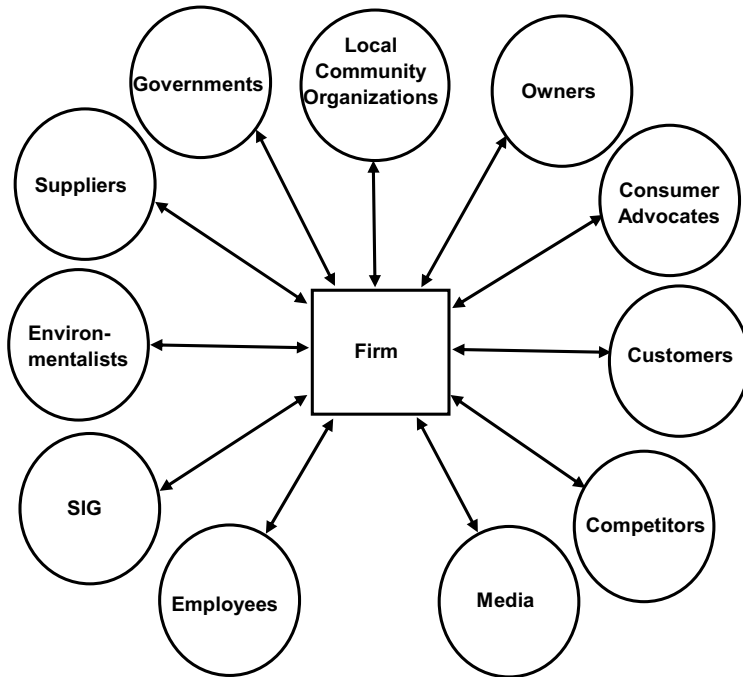 Local
Community
Organizations
Governments
Owners
Suppliers
Consumer
Advocates
Environ-
mentalists
Firm
Customers
SIG
Competitors
Employees
Media